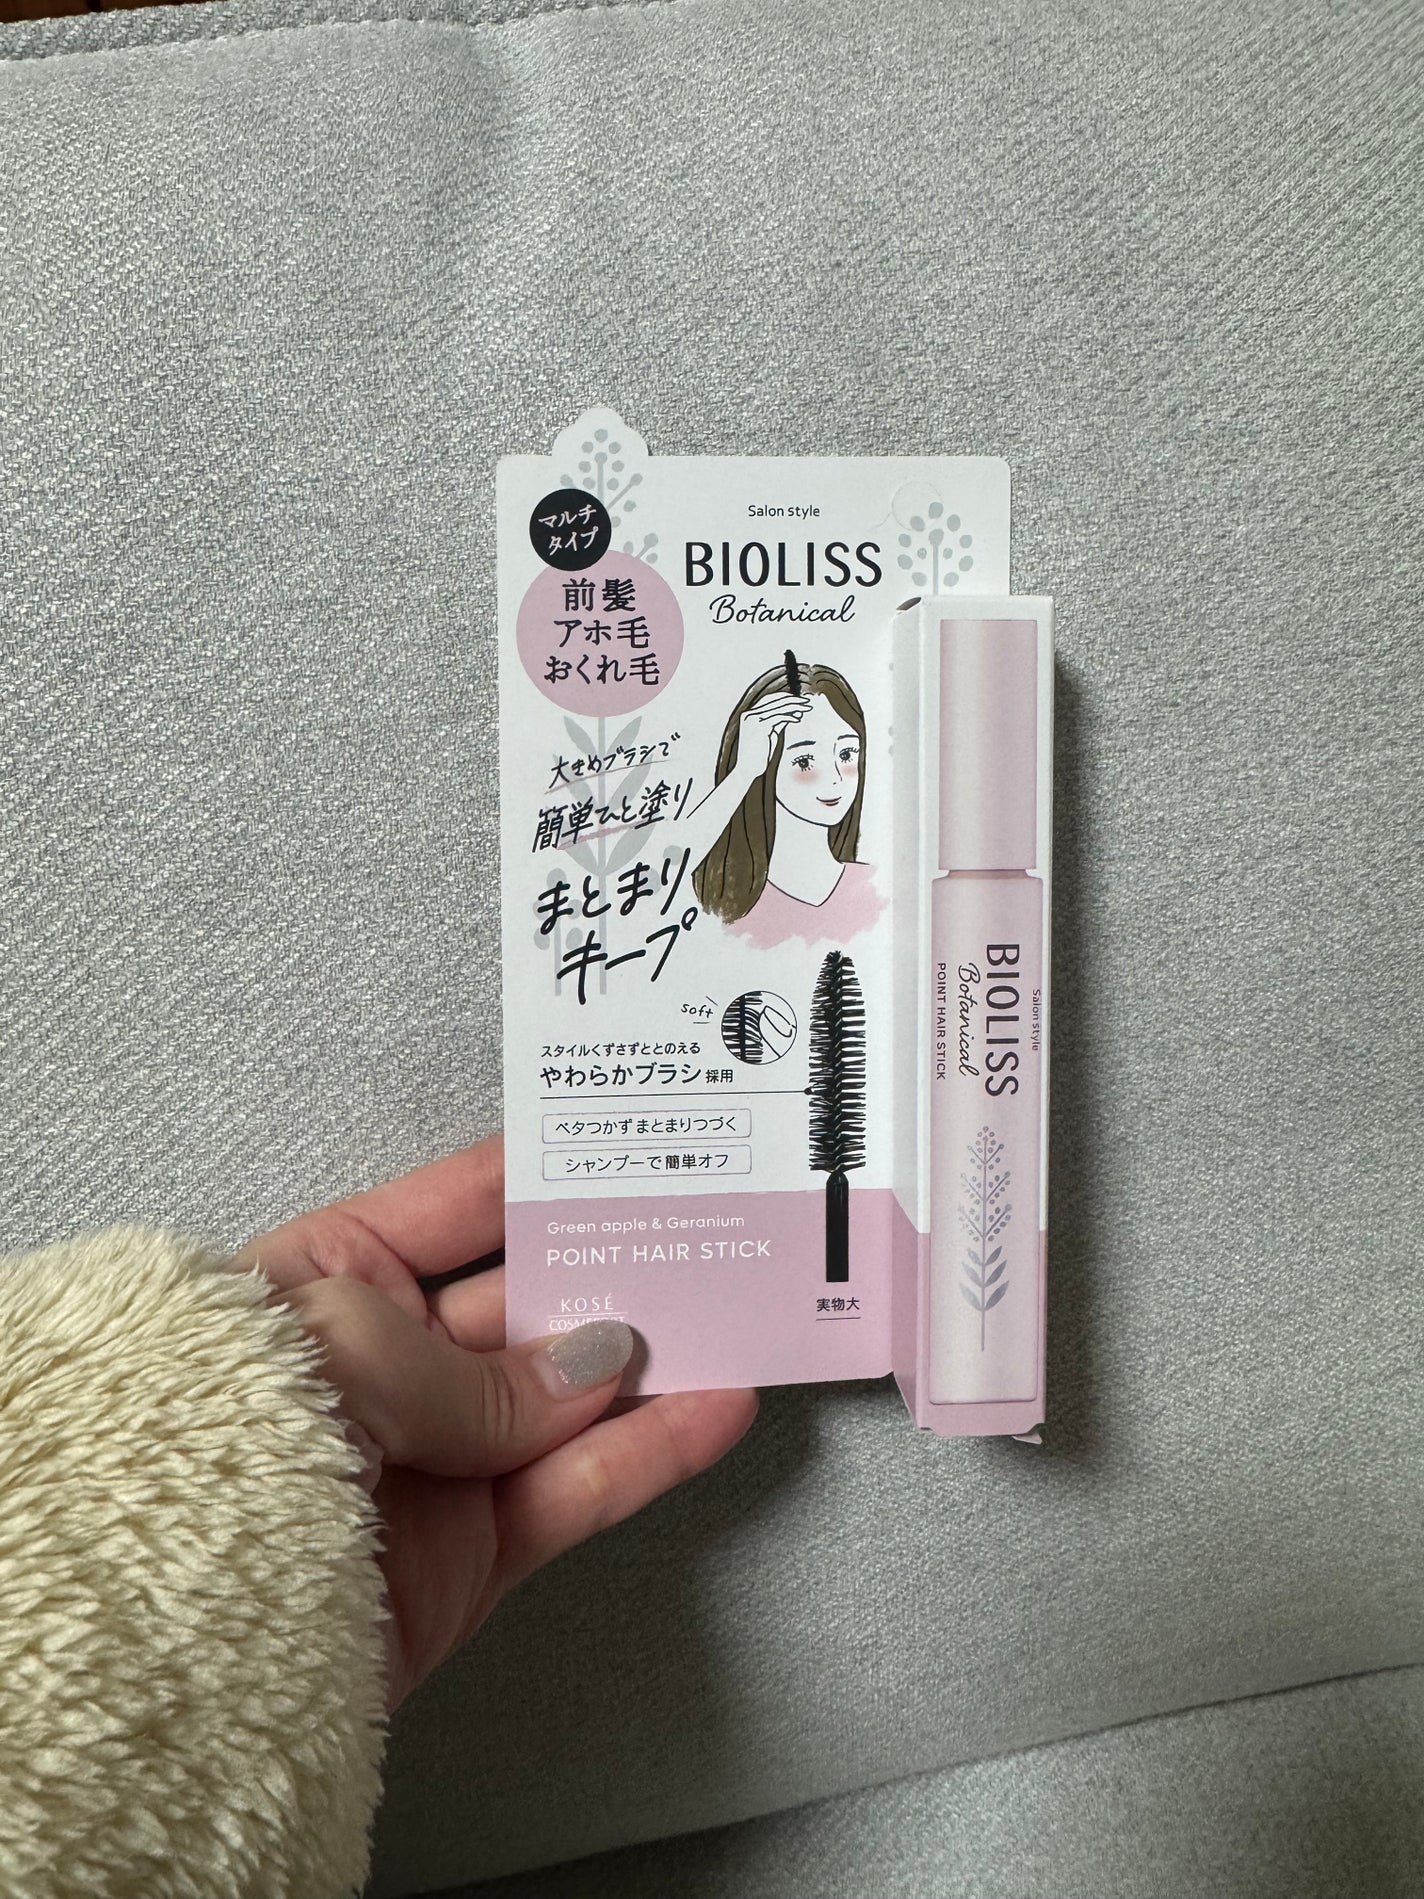 マルチ
タイプ
前髪
アホ毛
おくれ毛
Salon style
BIOLISS
Botanical
大きめブラシで
簡単ひと塗り
まとまり
キープ
soft
スタイルくずさずととのえる
やわらかブラシ採用
ベタつかずまとまりつづく
シャンプーで簡単オフ
Green apple & Geranium
POINT HAIR STICK
KOSÉ
実物大
Salon style
BIOLISS
Botanical
POINT HAIR STICK